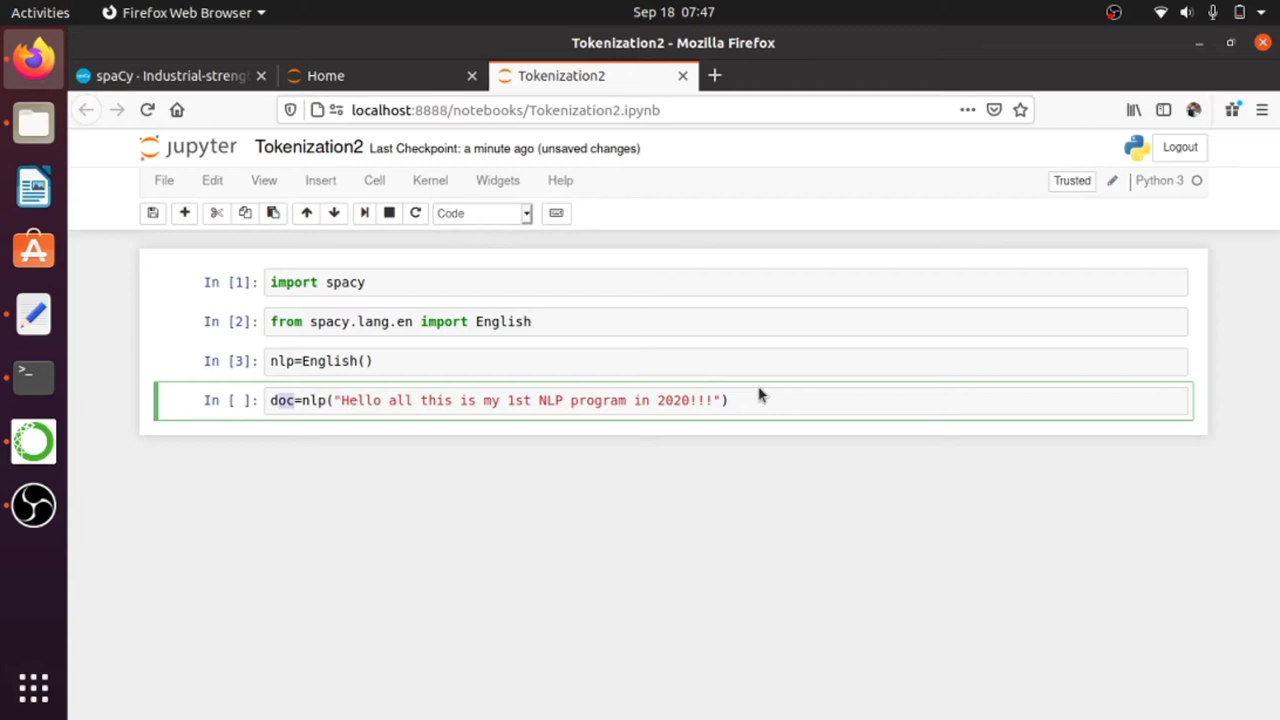 Activities Firefox Web Browser Sep 18 07:47
Tokenization2 - Mozilla Firefox
spaCy · Industrial-streng Home Tokenization2
localhost:8888/notebooks/Tokenization2.ipynb
jupyter Tokenization2 Last Checkpoint: a minute ago (unsaved changes) Logout
File Edit View Insert Cell Kernel Widgets Help Trusted Python 3
Code
In [1]: import spacy
In [2]: from spacy.lang.en import English
In [3]: nlp=English()
In [ ]: doc=nlp("Hello all this is my 1st NLP program in 2020!!!")